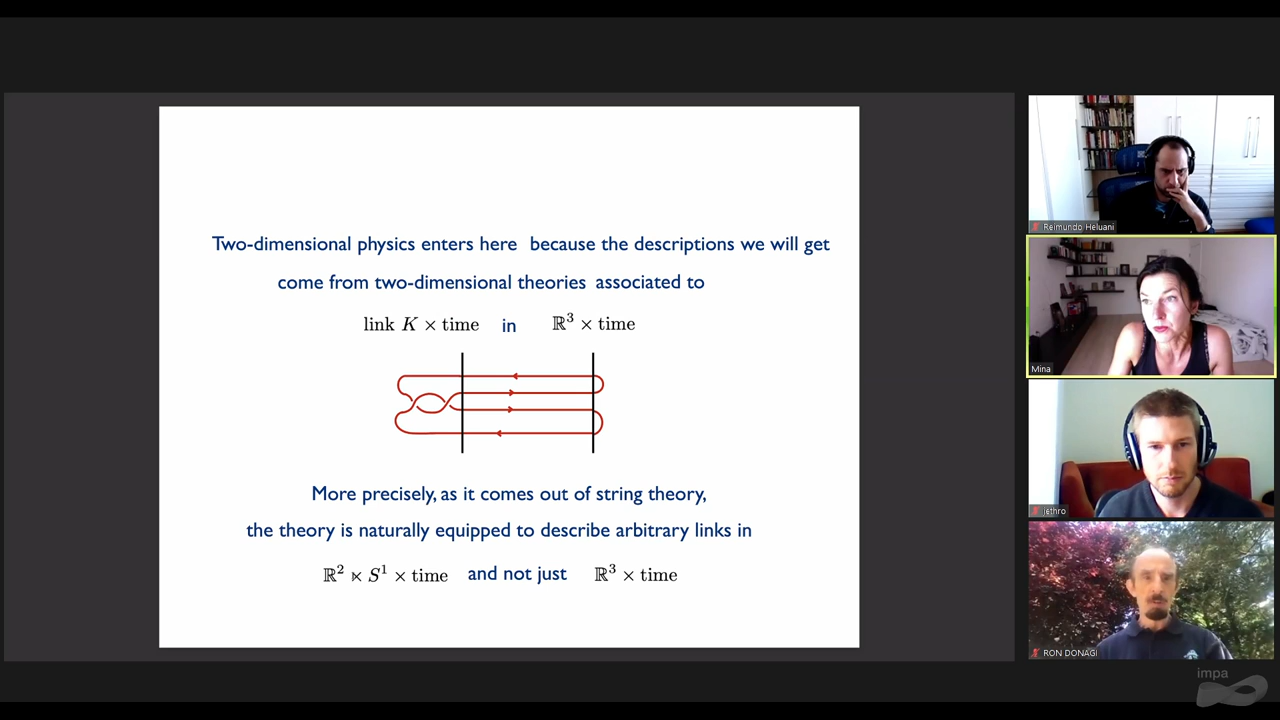 Two-dimensional physics enters here because the descriptions we will get
come from two-dimensional theories associated to
link K × time in ℝ³ × time
More precisely, as it comes out of string theory,
the theory is naturally equipped to describe arbitrary links in
ℝ² ⋉ S¹ × time and not just ℝ³ × time
Reimundo Heluani
Mina
jethro
RON DONAGI
impa